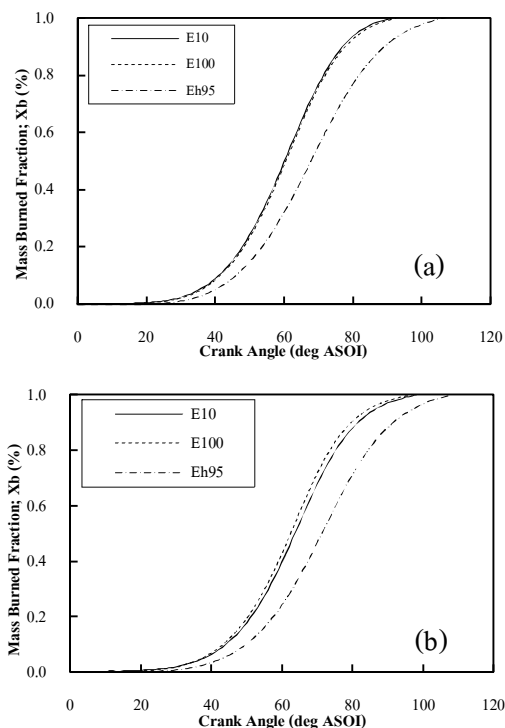 1.0
0.8
0.6
0.4
0.2
0.0
Mass Burned Fraction; Xb (%)
E10
E100
Eh95
(a)
0 20 40 60 80 100 120
Crank Angle (deg ASOI)
1.0
0.8
0.6
0.4
0.2
0.0
Mass Burned Fraction; Xb (%)
E10
E100
Eh95
(b)
0 20 40 60 80 100 120
Crank Angle (deg ASOI)